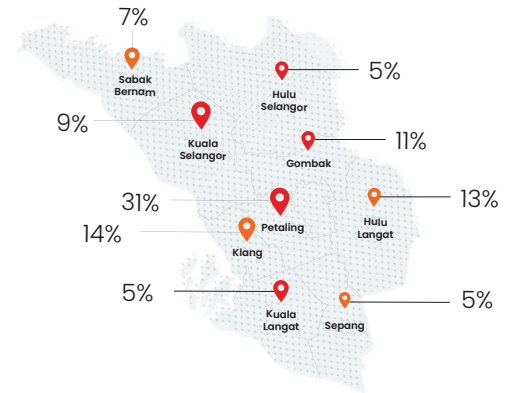 7%
Sabak
Bernam
5%
Hulu
Selangor
9%
Kuala
Selangor
11%
Gombak
31%
Petaling
13%
Hulu
Langat
14%
Klang
5%
Kuala
Langat
5%
Sepang